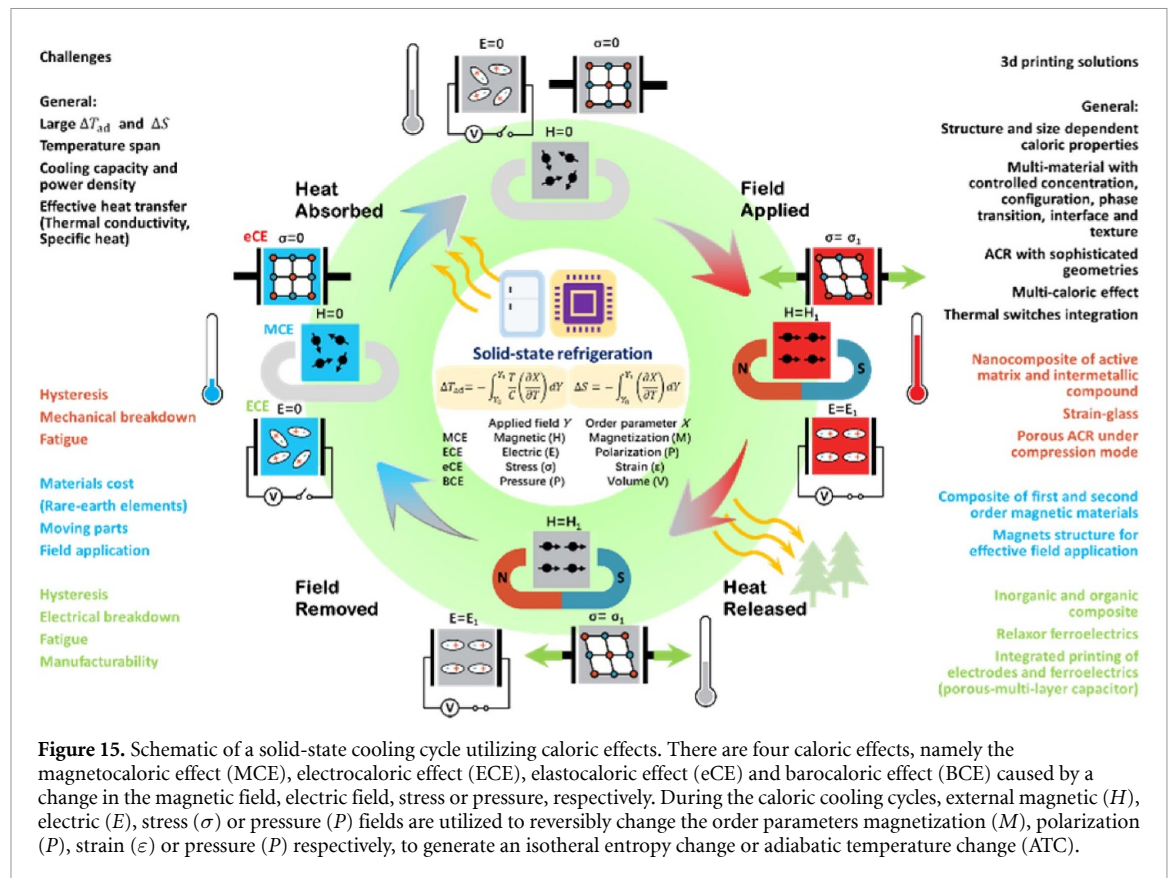 Challenges
General:
Large ΔT_ad and ΔS
Temperature span
Cooling capacity and
power density
Effective heat transfer
(Thermal conductivity,
Specific heat)
Hysteresis
Mechanical breakdown
Fatigue
Materials cost
(Rare-earth elements)
Moving parts
Field application
Hysteresis
Electrical breakdown
Fatigue
Manufacturability
E=0
σ=0
V
H=0
Heat
Absorbed
Field
Applied
eCE
σ=0
MCE
H=0
ECE
E=0
V
σ= σ₁
H=H₁
N
S
E=E₁
V
Solid-state refrigeration
ΔT_ad = − ∫_{Y₀}^{Y₁} T/C (∂X/∂T) dY ΔS = − ∫_{Y₀}^{Y₁} (∂X/∂T) dY
Applied field Y Order parameter X
MCE Magnetic (H) Magnetization (M)
ECE Electric (E) Polarization (P)
eCE Stress (σ) Strain (ε)
BCE Pressure (P) Volume (V)
H=H₁
N
S
Field
Removed
Heat
Released
E=E₁
V
σ= σ₁
3d printing solutions
General:
Structure and size dependent
caloric properties
Multi-material with
controlled concentration,
configuration, phase
transition, interface and
texture
ACR with sophisticated
geometries
Multi-caloric effect
Thermal switches integration
Nanocomposite of active
matrix and intermetallic
compound
Strain-glass
Porous ACR under
compression mode
Composite of first and second
order magnetic materials
Magnets structure for
effective field application
Inorganic and organic
composite
Relaxor ferroelectrics
Integrated printing of
electrodes and ferroelectrics
(porous-multi-layer capacitor)
Figure 15. Schematic of a solid-state cooling cycle utilizing caloric effects. There are four caloric effects, namely the
magnetocaloric effect (MCE), electrocaloric effect (ECE), elastocaloric effect (eCE) and barocaloric effect (BCE) caused by a
change in the magnetic field, electric field, stress or pressure, respectively. During the caloric cooling cycles, external magnetic (H),
electric (E), stress (σ) or pressure (P) fields are utilized to reversibly change the order parameters magnetization (M), polarization
(P), strain (ε) or pressure (P) respectively, to generate an isotheral entropy change or adiabatic temperature change (ATC).